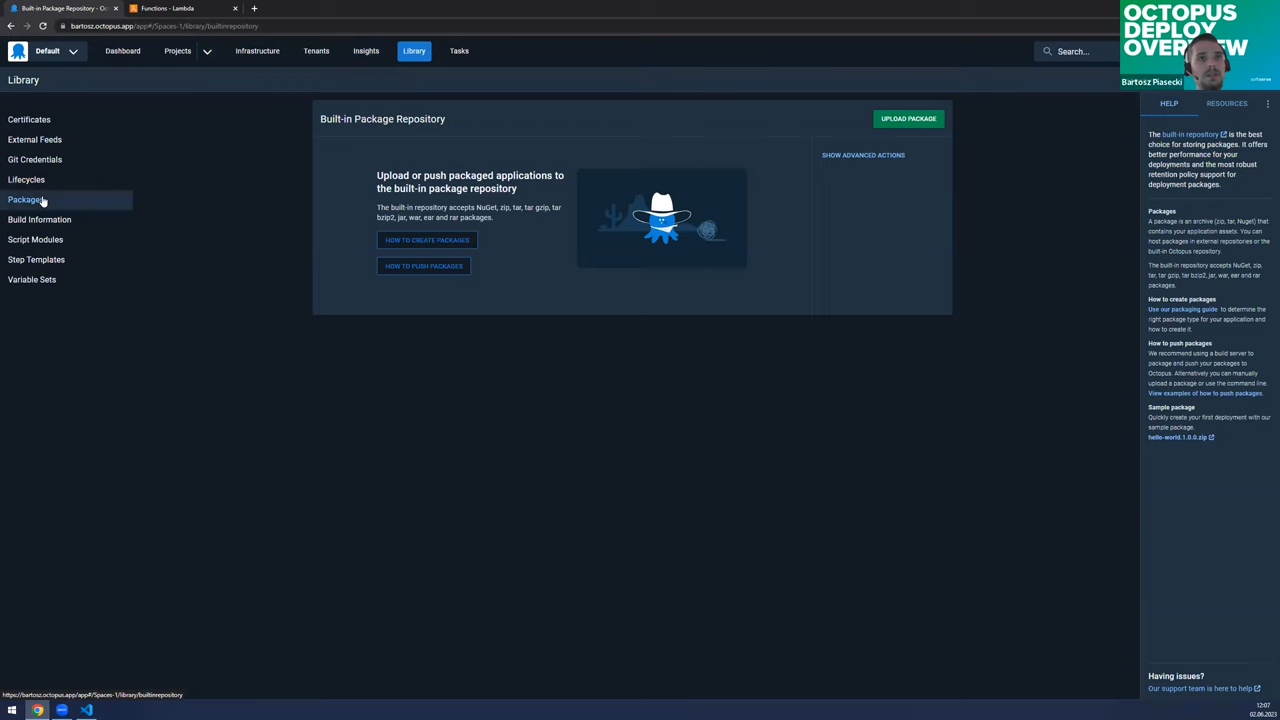 Built-in Package Repository - Oc
Functions - Lambda
bartosz.octopus.app/app#/Spaces-1/library/builtinrepository
Default
Dashboard
Projects
Infrastructure
Tenants
Insights
Library
Tasks
Search...
OCTOPUS
DEPLOY
OVERVIEW
softserve
Bartosz Piasecki
Library
Certificates
External Feeds
Git Credentials
Lifecycles
Packages
Build Information
Script Modules
Step Templates
Variable Sets
Built-in Package Repository
UPLOAD PACKAGE
SHOW ADVANCED ACTIONS
Upload or push packaged applications to
the built-in package repository
The built-in repository accepts NuGet, zip, tar, tar gzip, tar
bzip2, jar, war, ear and rar packages.
HOW TO CREATE PACKAGES
HOW TO PUSH PACKAGES
HELP
RESOURCES
The built-in repository is the best
choice for storing packages. It offers
better performance for your
deployments and the most robust
retention policy support for
deployment packages.
Packages
A package is an archive (zip, tar, Nuget) that
contains your application assets. You can
host packages in external repositories or the
built-in Octopus repository.
The built-in repository accepts NuGet, zip,
tar, tar gzip, tar bzip2, jar, war, ear and rar
packages.
How to create packages
Use our packaging guide to determine the
right package type for your application and
how to create it.
How to push packages
We recommend using a build server to
package and push your packages to
Octopus. Alternatively you can manually
upload a package or use the command line.
View examples of how to push packages.
Sample package
Quickly create your first deployment with our
sample package.
hello-world.1.0.0.zip
Having issues?
Our support team is here to help
https://bartosz.octopus.app/app#/Spaces-1/library/builtinrepository
12:07
02.06.2023